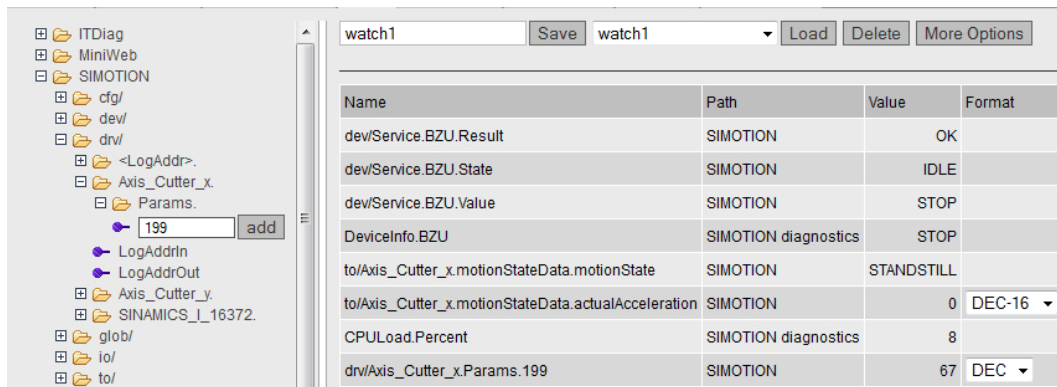 ITDiag
MiniWeb
SIMOTION
cfg/
dev/
drv/
<LogAddr>.
Axis_Cutter_x.
Params.
199 add
LogAddrIn
LogAddrOut
Axis_Cutter_y.
SINAMICS_I_16372.
glob/
io/
to/
watch1 Save watch1 Load Delete More Options
Name Path Value Format
dev/Service.BZU.Result SIMOTION OK
dev/Service.BZU.State SIMOTION IDLE
dev/Service.BZU.Value SIMOTION STOP
DeviceInfo.BZU SIMOTION diagnostics STOP
to/Axis_Cutter_x.motionStateData.motionState SIMOTION STANDSTILL
to/Axis_Cutter_x.motionStateData.actualAcceleration SIMOTION 0 DEC-16
CPULoad.Percent SIMOTION diagnostics 8
drv/Axis_Cutter_x.Params.199 SIMOTION 67 DEC